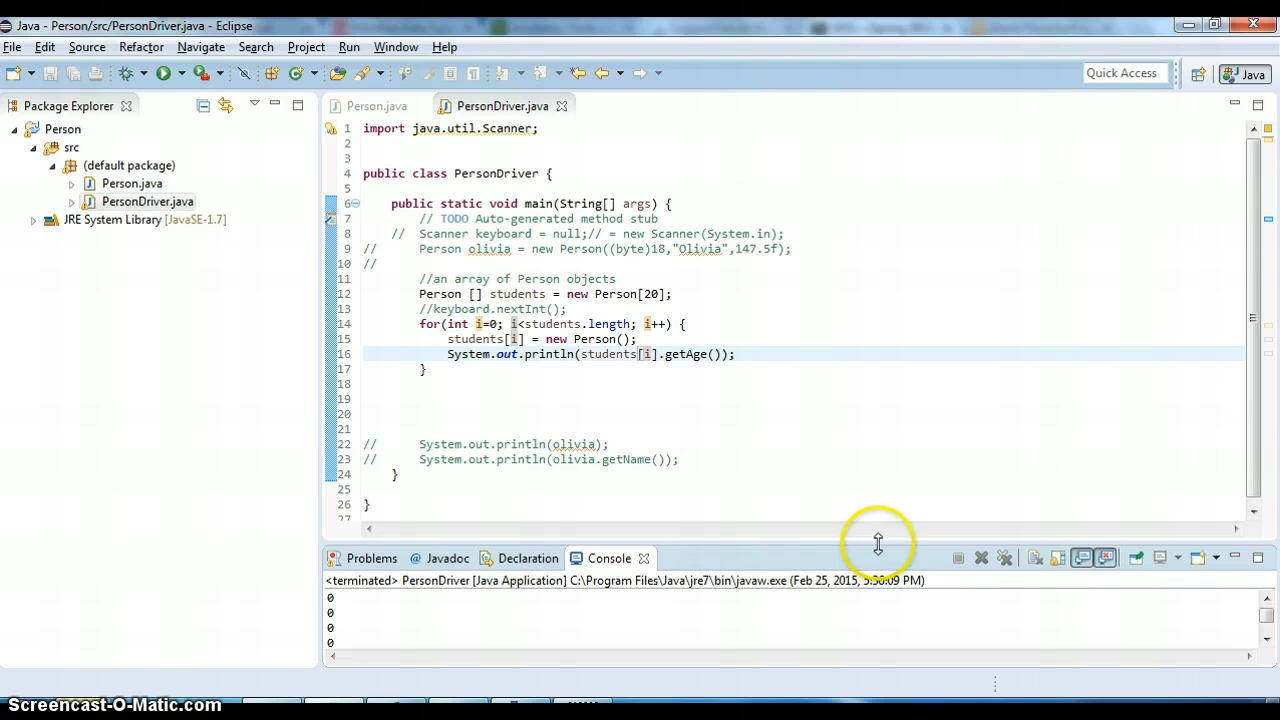 Java - Person/src/PersonDriver.java - Eclipse
File Edit Source Refactor Navigate Search Project Run Window Help
Quick Access
Java
Package Explorer
Person
src
(default package)
Person.java
PersonDriver.java
JRE System Library [JavaSE-1.7]
Person.java PersonDriver.java
1 import java.util.Scanner;
2
3
4 public class PersonDriver {
5
6 public static void main(String[] args) {
7 // TODO Auto-generated method stub
8 // Scanner keyboard = null;// = new Scanner(System.in);
9 // Person olivia = new Person((byte)18,"Olivia",147.5f);
10 //
11 //an array of Person objects
12 Person [] students = new Person[20];
13 //keyboard.nextInt();
14 for(int i=0; i<students.length; i++) {
15 students[i] = new Person();
16 System.out.println(students[i].getAge());
17 }
18
19
20
21
22 // System.out.println(olivia);
23 // System.out.println(olivia.getName());
24 }
25
26 }
27
Problems @ Javadoc Declaration Console
<terminated> PersonDriver [Java Application] C:\Program Files\Java\jre7\bin\javaw.exe (Feb 25, 2015, 5:36:09 PM)
0
0
0
0
Screencast-O-Matic.com